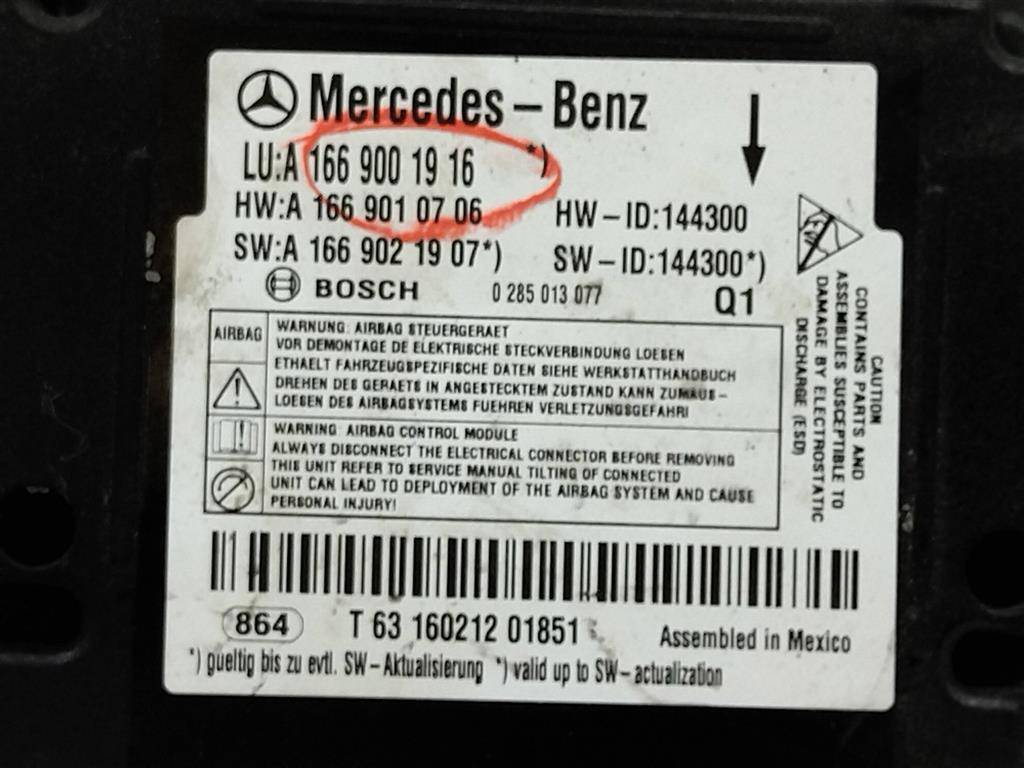 Mercedes-Benz
LU:A 166 900 19 16 *)
HW:A 166 901 07 06 HW-ID:144300
SW:A 166 902 19 07*) SW-ID:144300*)
BOSCH 0 285 013 077 Q1
AIRBAG
WARNUNG: AIRBAG STEUERGERAET
VOR DEMONTAGE DE ELEKTRISCHE STECKVERBINDUNG LOESEN
ETHAELT FAHRZEUGSPEZIFISCHE DATEN SIEHE WERKSTATTHANDBUCH
DREHEN DES GERAETS IN ANGESTECKTEM ZUSTAND KANN ZUMAUS-
LOESEN DES AIRBAGSYSTEMS FUEHREN VERLETZUNGSGEFAHR!
WARNING: AIRBAG CONTROL MODULE
ALWAYS DISCONNECT THE ELECTRICAL CONNECTOR BEFORE REMOVING
THIS UNIT REFER TO SERVICE MANUAL TILTING OF CONNECTED
UNIT CAN LEAD TO DEPLOYMENT OF THE AIRBAG SYSTEM AND CAUSE
PERSONAL INJURY!
CAUTION
CONTAINS PARTS AND
ASSEMBLIES SUSCEPTIBLE TO
DAMAGE BY ELECTROSTATIC
DISCHARGE (ESD)
864 T 63 160212 01851 Assembled in Mexico
*) gueltig bis zu evtl. SW-Aktualisierung *) valid up to SW-actualization